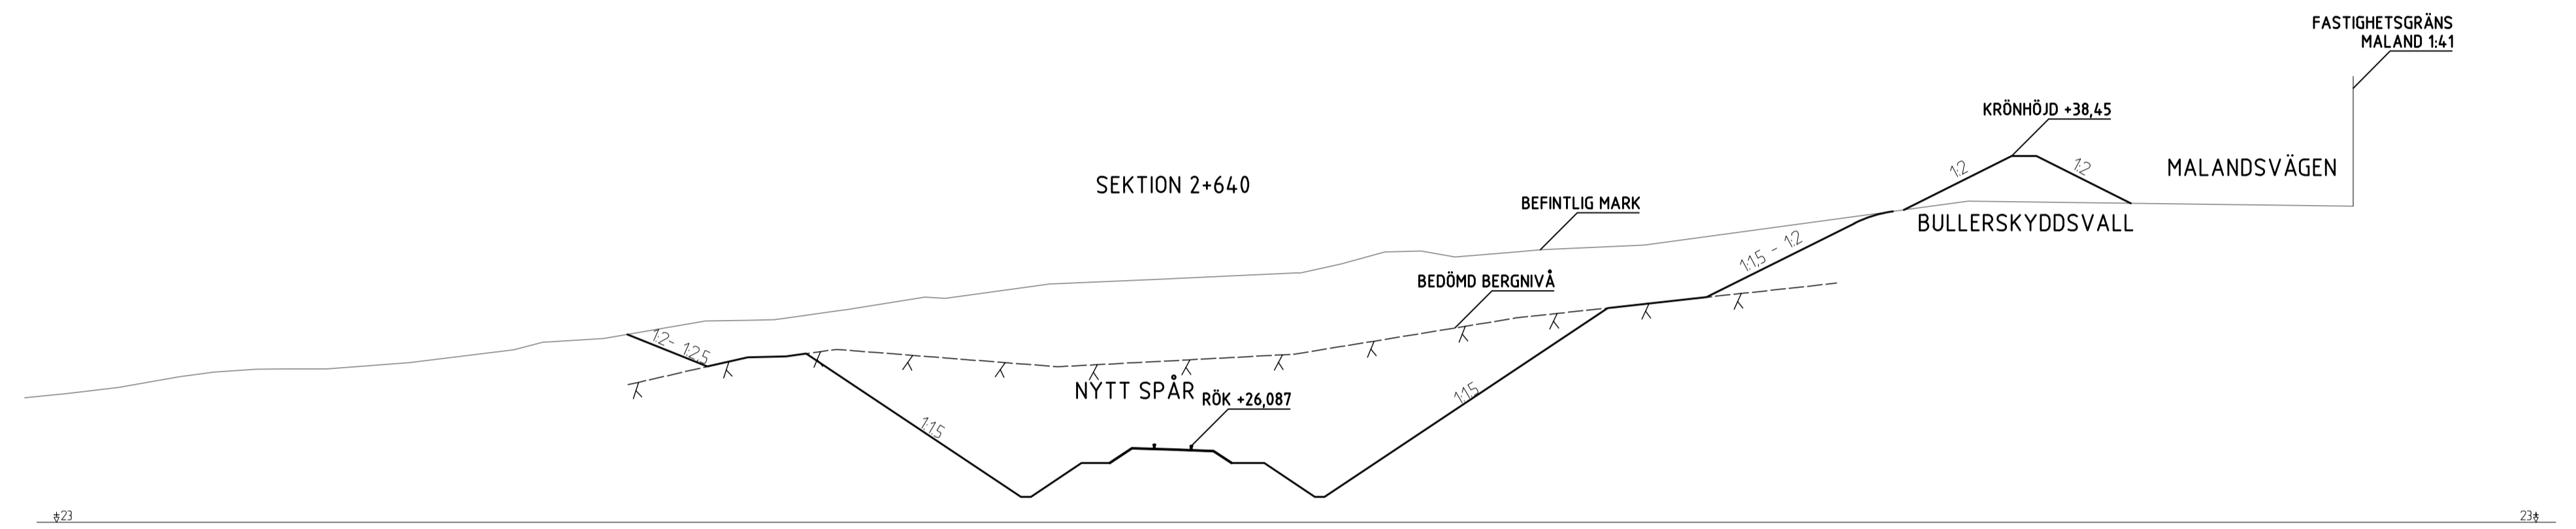 FASTIGHETSGRÄNS
MALAND 1:41
KRÖNHÖJD +38,45
1:2
1:2
MALANDSVÄGEN
SEKTION 2+640
BEFINTLIG MARK
BULLERSKYDDSVALL
1:1,5 - 1:2
BEDÖMD BERGNIVÅ
1:2- 1:2,5
NYTT SPÅR
RÖK +26,087
1:1,5
1:1,5
+23
23+